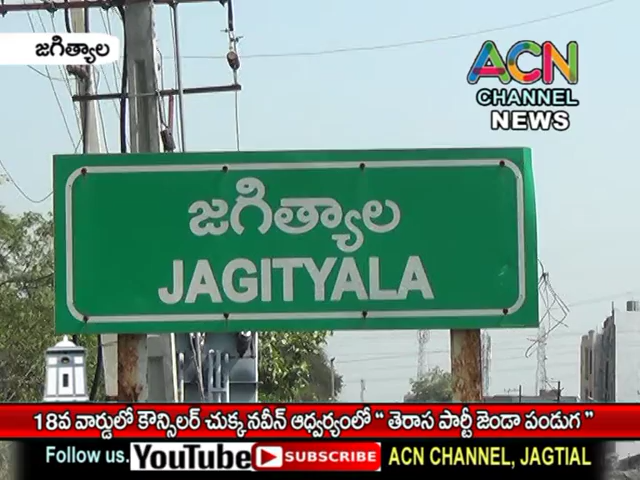 జగిత్యాల
ACN
CHANNEL
NEWS
జగిత్యాల
JAGITYALA
18వ వార్డులో కౌన్సిలర్ చుక్క నవీన్ ఆధ్వర్యంలో “ తెరాస పార్టీ జెండా పండుగ ”
Follow us. YouTube SUBSCRIBE ACN CHANNEL, JAGTIAL